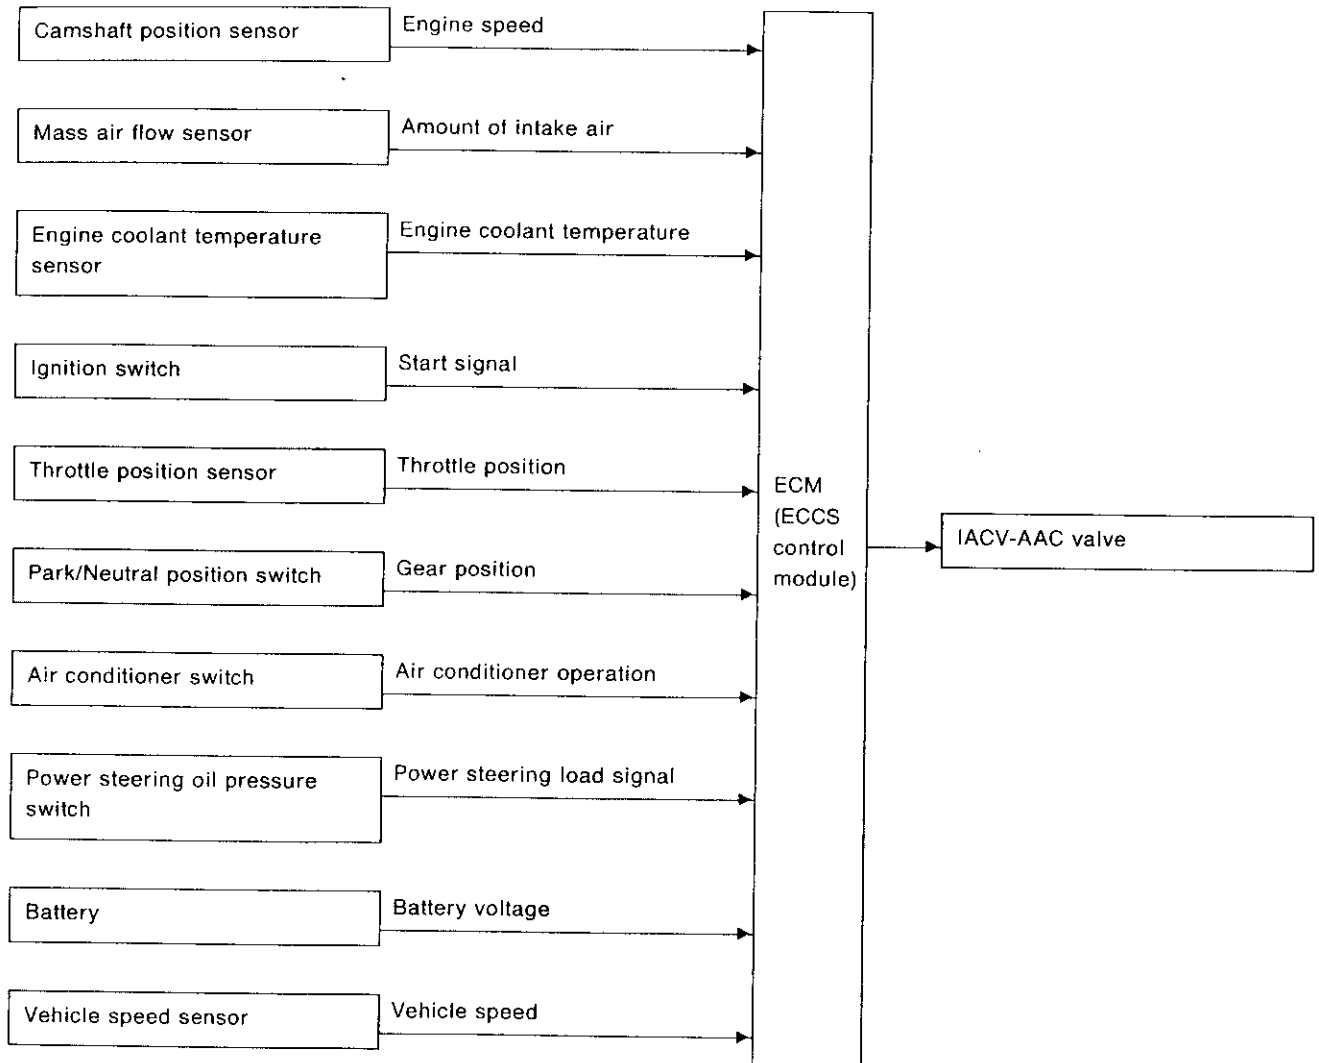 Camshaft position sensor
Engine speed
Mass air flow sensor
Amount of intake air
Engine coolant temperature
sensor
Engine coolant temperature
Ignition switch
Start signal
Throttle position sensor
Throttle position
Park/Neutral position switch
Gear position
Air conditioner switch
Air conditioner operation
Power steering oil pressure
switch
Power steering load signal
Battery
Battery voltage
Vehicle speed sensor
Vehicle speed
ECM
(ECCS
control
module)
IACV-AAC valve